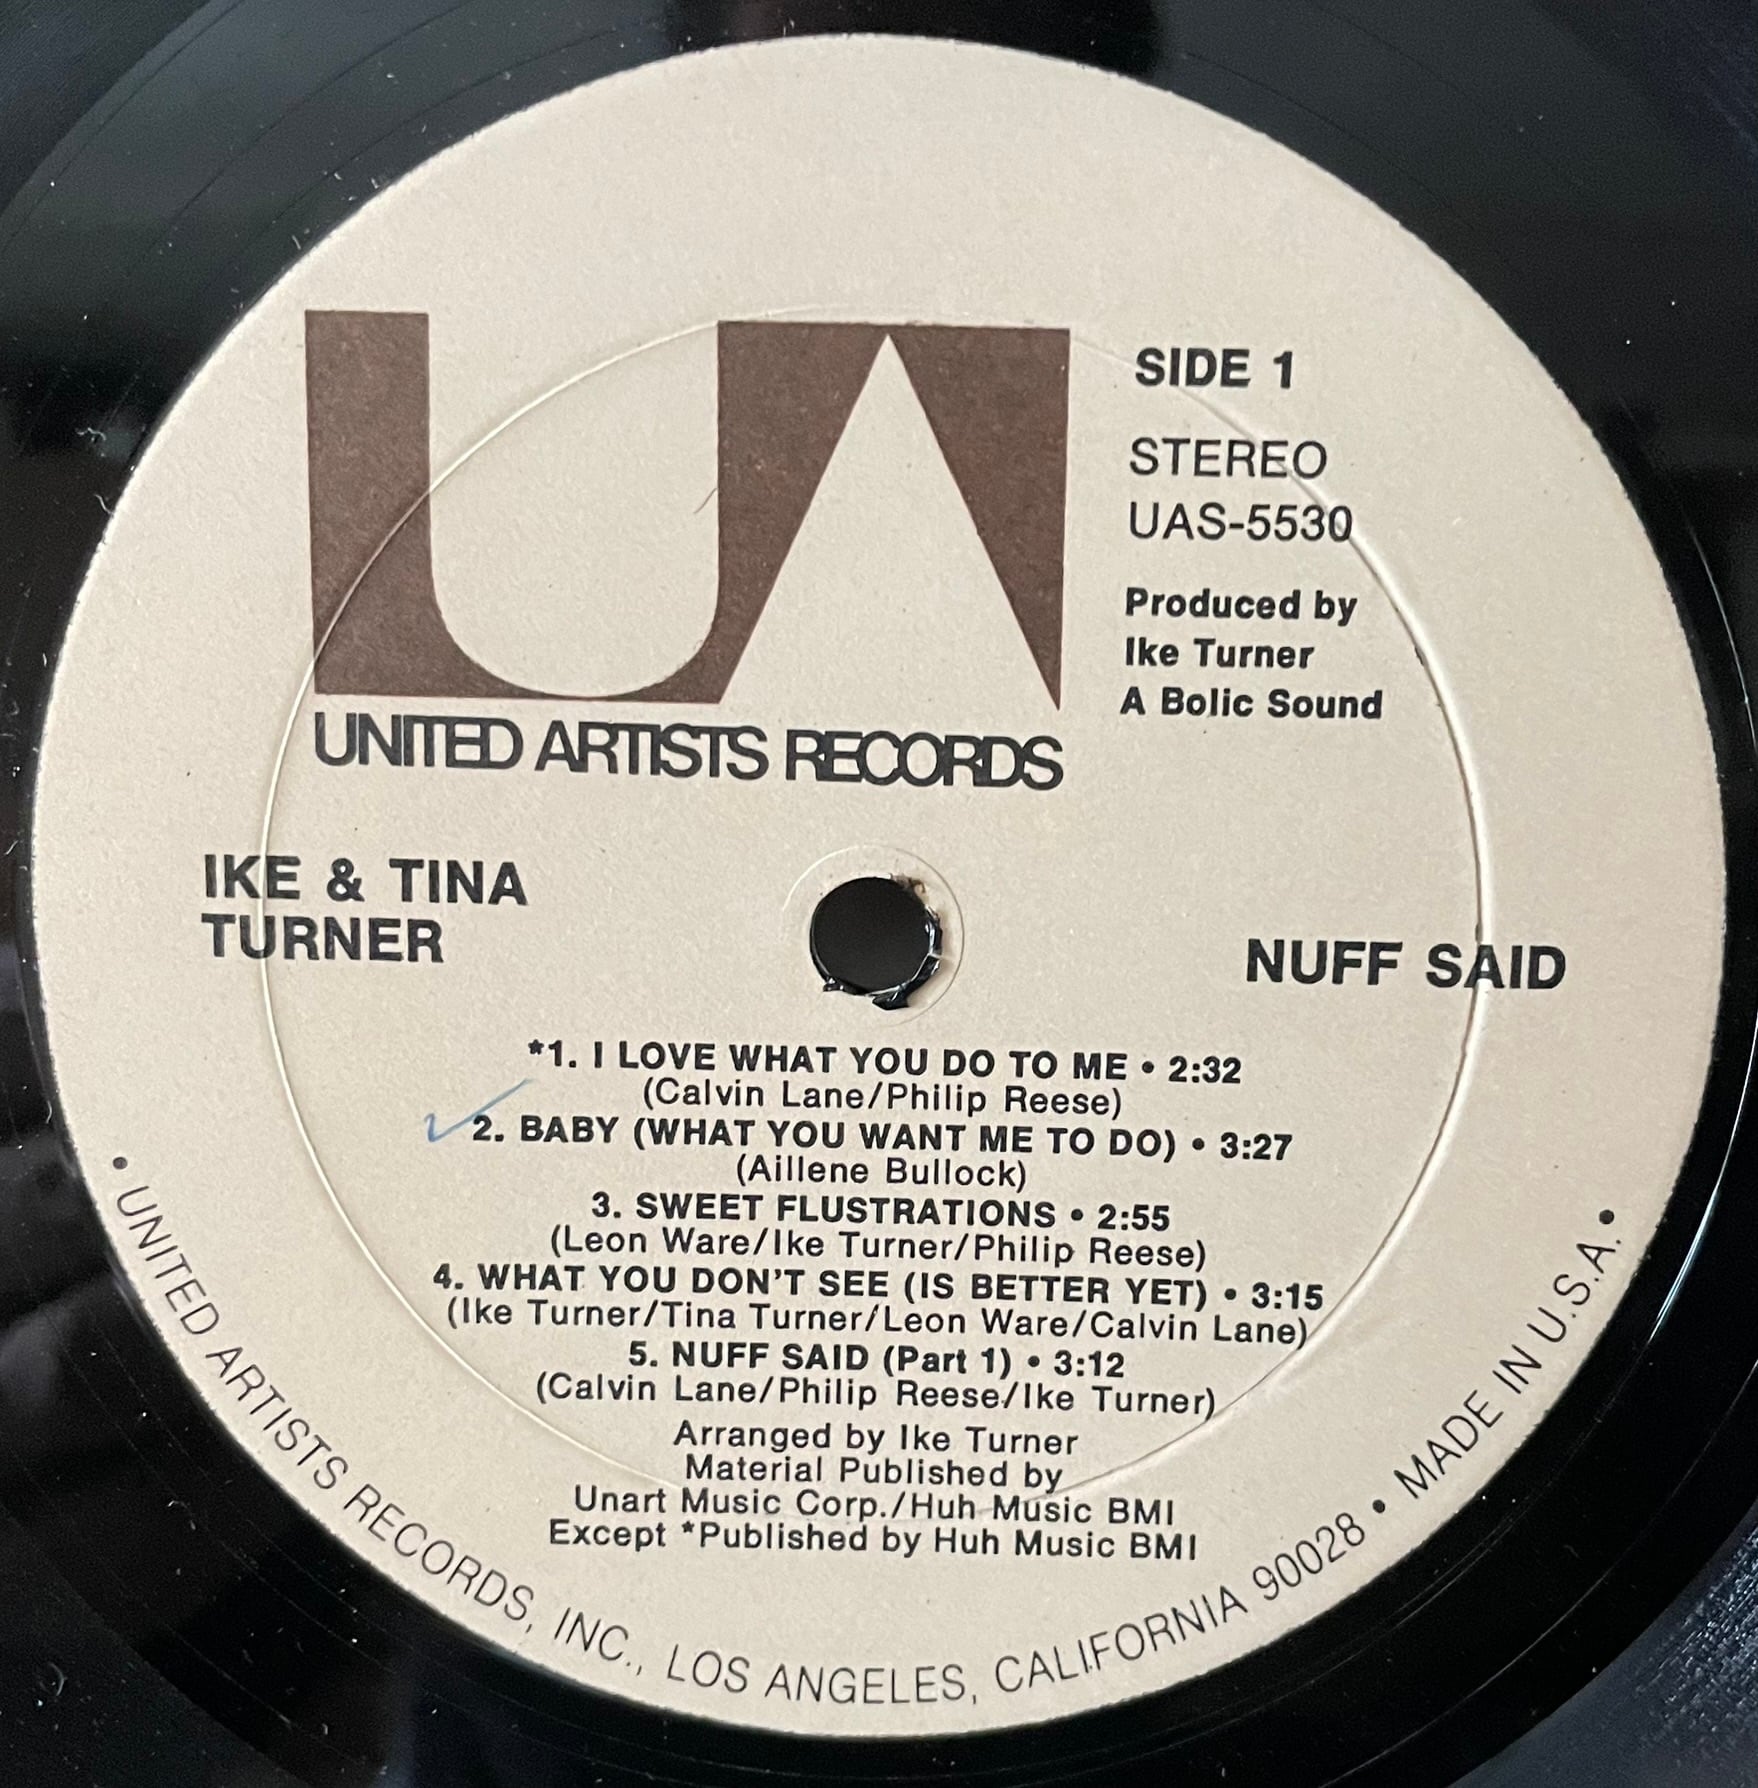 UA
UNITED ARTISTS RECORDS
SIDE 1
STEREO
UAS-5530
Produced by
Ike Turner
A Bolic Sound
IKE & TINA
TURNER
NUFF SAID
*1. I LOVE WHAT YOU DO TO ME • 2:32
(Calvin Lane/Philip Reese)
2. BABY (WHAT YOU WANT ME TO DO) • 3:27
(Aillene Bullock)
3. SWEET FLUSTRATIONS • 2:55
(Leon Ware/Ike Turner/Philip Reese)
4. WHAT YOU DON'T SEE (IS BETTER YET) • 3:15
(Ike Turner/Tina Turner/Leon Ware/Calvin Lane)
5. NUFF SAID (Part 1) • 3:12
(Calvin Lane/Philip Reese/Ike Turner)
Arranged by Ike Turner
Material Published by
Unart Music Corp./Huh Music BMI
Except *Published by Huh Music BMI
• UNITED ARTISTS RECORDS, INC., LOS ANGELES, CALIFORNIA 90028 • MADE IN U.S.A. •